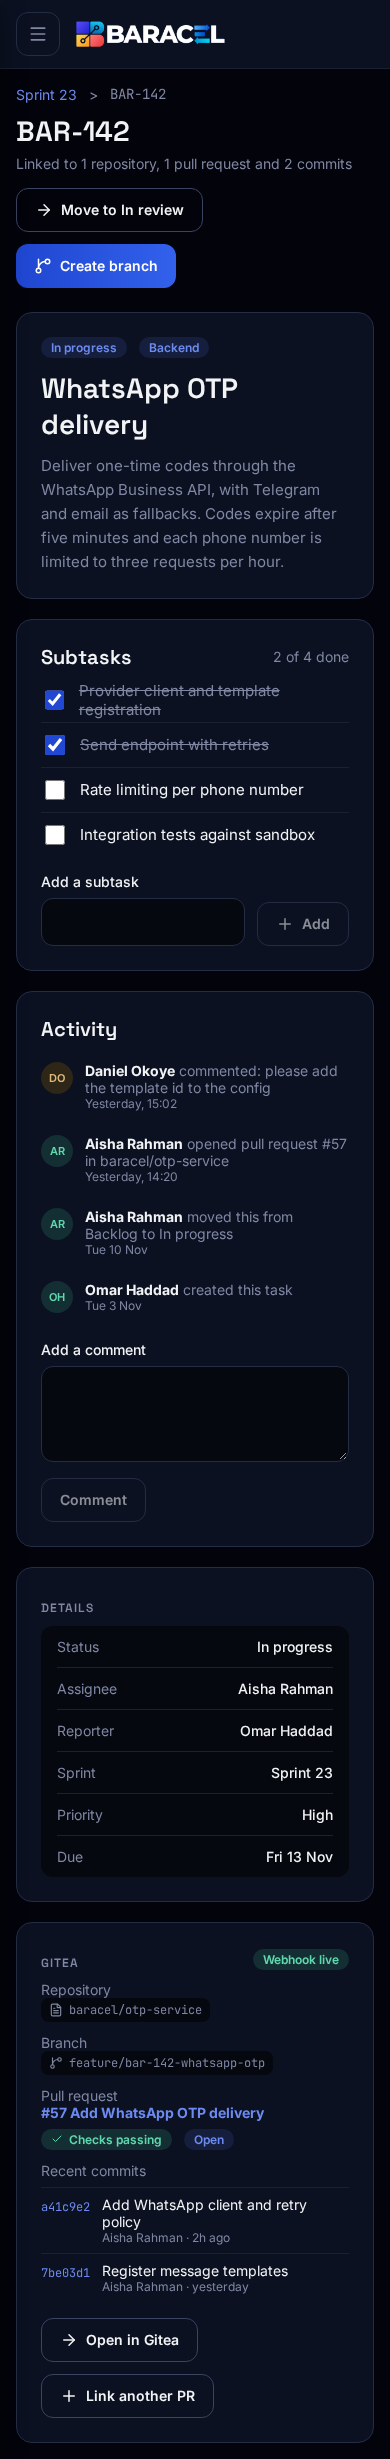 BARACEL
Sprint 23 > BAR-142
BAR-142
Linked to 1 repository, 1 pull request and 2 commits
Move to In review
Create branch
In progress Backend
WhatsApp OTP
delivery
Deliver one-time codes through the
WhatsApp Business API, with Telegram
and email as fallbacks. Codes expire after
five minutes and each phone number is
limited to three requests per hour.
Subtasks 2 of 4 done
Provider client and template
registration
Send endpoint with retries
Rate limiting per phone number
Integration tests against sandbox
Add a subtask
Add
Activity
DO Daniel Okoye commented: please add
the template id to the config
Yesterday, 15:02
AR Aisha Rahman opened pull request #57
in baracel/otp-service
Yesterday, 14:20
AR Aisha Rahman moved this from
Backlog to In progress
Tue 10 Nov
OH Omar Haddad created this task
Tue 3 Nov
Add a comment
Comment
DETAILS
Status In progress
Assignee Aisha Rahman
Reporter Omar Haddad
Sprint Sprint 23
Priority High
Due Fri 13 Nov
GITEA Webhook live
Repository
baracel/otp-service
Branch
feature/bar-142-whatsapp-otp
Pull request
#57 Add WhatsApp OTP delivery
Checks passing Open
Recent commits
a41c9e2 Add WhatsApp client and retry
policy
Aisha Rahman · 2h ago
7be03d1 Register message templates
Aisha Rahman · yesterday
Open in Gitea
Link another PR